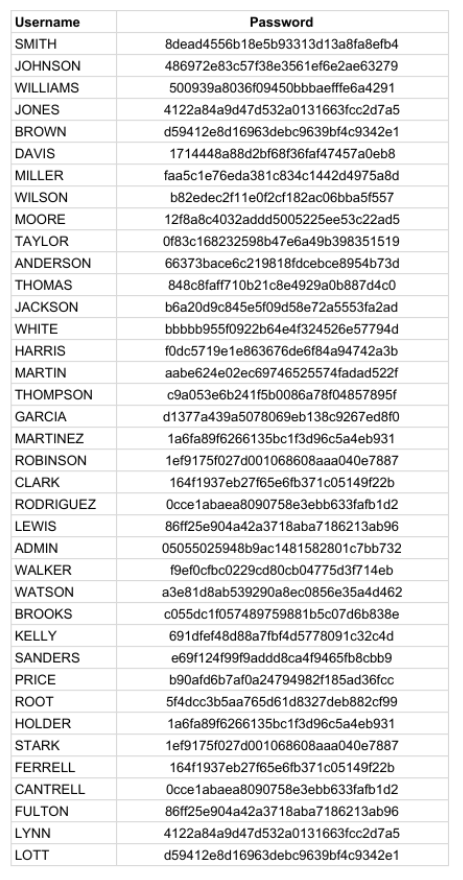 Username Password
SMITH 8dead4556b18e5b93313d13a8fa8efb4
JOHNSON 486972e83c57f38e3561ef6e2ae63279
WILLIAMS 500939a8036f09450bbbaefffe6a4291
JONES 4122a84a9d47d532a0131663fcc2d7a5
BROWN d59412e8d16963debc9639bf4c9342e1
DAVIS 1714448a88d2bf68f36faf47457a0eb8
MILLER faa5c1e76eda381c834c1442d4975a8d
WILSON b82edec2f11e0f2cf182ac06bba5f557
MOORE 12f8a8c4032addd5005225ee53c22ad5
TAYLOR 0f83c168232598b47e6a49b398351519
ANDERSON 66373bace6c219818fdcebce8954b73d
THOMAS 848c8faff710b21c8e4929a0b887d4c0
JACKSON b6a20d9c845e5f09d58e72a5553fa2ad
WHITE bbbbb955f0922b64e4f324526e57794d
HARRIS f0dc5719e1e863676de6f84a94742a3b
MARTIN aabe624e02ec69746525574fadad522f
THOMPSON c9a053e6b241f5b0086a78f04857895f
GARCIA d1377a439a5078069eb138c9267ed8f0
MARTINEZ 1a6fa89f6266135bc1f3d96c5a4eb931
ROBINSON 1ef9175f027d001068608aaa040e7887
CLARK 164f1937eb27f65e6fb371c05149f22b
RODRIGUEZ 0cce1abaea8090758e3ebb633fafb1d2
LEWIS 86ff25e904a42a3718aba7186213ab96
ADMIN 05055025948b9ac1481582801c7bb732
WALKER f9ef0cfbc0229cd80cb04775d3f714eb
WATSON a3e81d8ab539290a8ec0856e35a4d462
BROOKS c055dc1f057489759881b5c07d6b838e
KELLY 691dfef48d88a7fbf4d5778091c32c4d
SANDERS e69f124f99f9addd8ca4f9465fb8cbb9
PRICE b90afd6b7af0a24794982f185ad36fcc
ROOT 5f4dcc3b5aa765d61d8327deb882cf99
HOLDER 1a6fa89f6266135bc1f3d96c5a4eb931
STARK 1ef9175f027d001068608aaa040e7887
FERRELL 164f1937eb27f65e6fb371c05149f22b
CANTRELL 0cce1abaea8090758e3ebb633fafb1d2
FULTON 86ff25e904a42a3718aba7186213ab96
LYNN 4122a84a9d47d532a0131663fcc2d7a5
LOTT d59412e8d16963debc9639bf4c9342e1